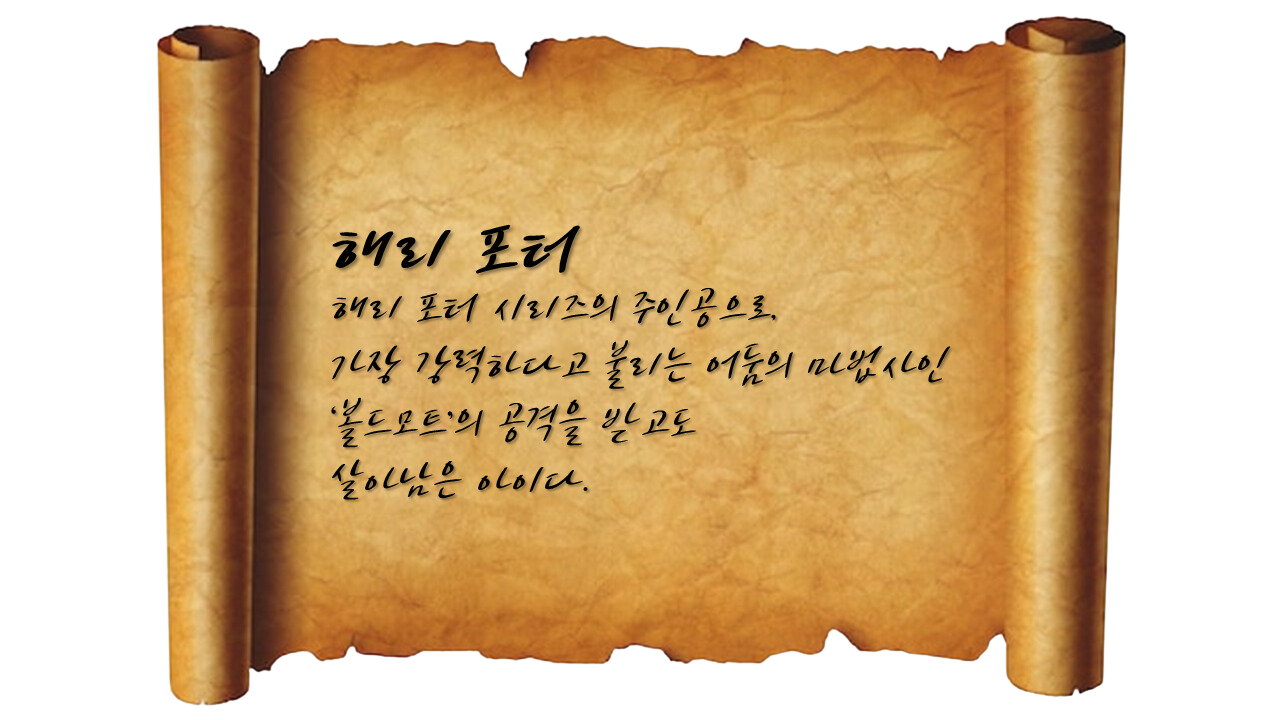 해리 포터
해리 포터 시리즈의 주인공으로,
가장 강력하다고 불리는 어둠의 마법사인
'볼드모트'의 공격을 받고도
살아남은 아이다.